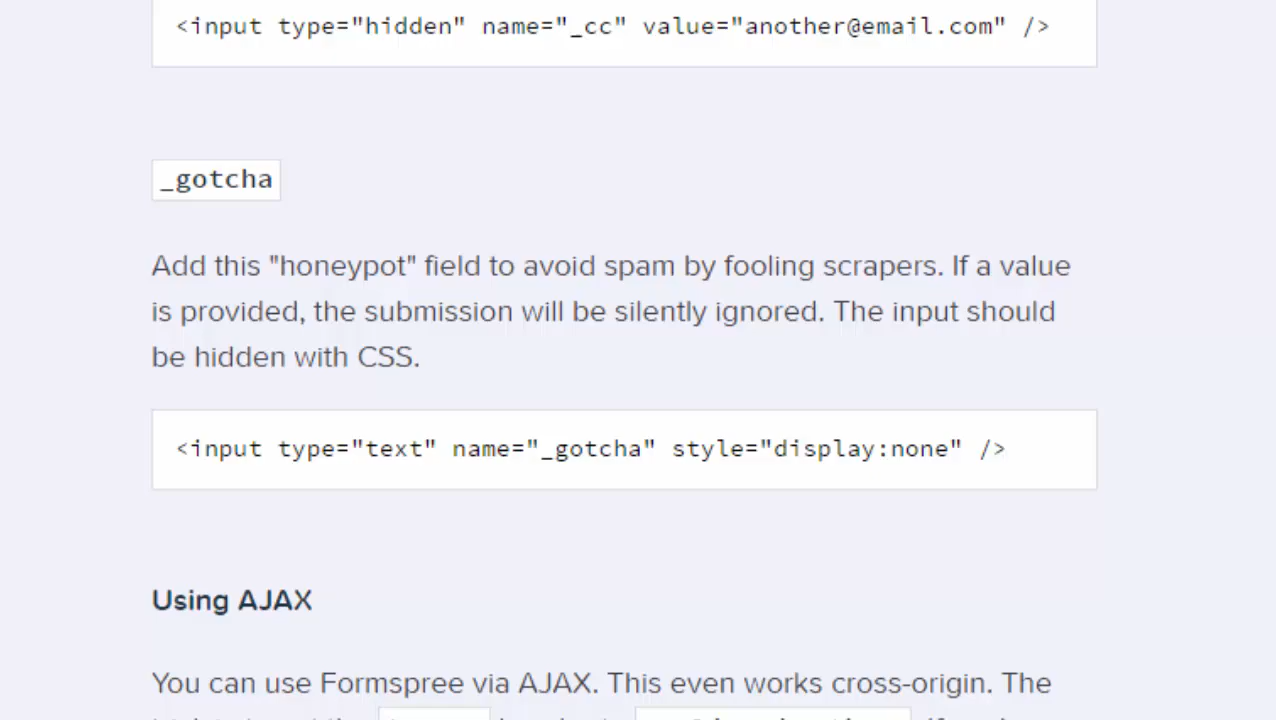 <input type="hidden" name="_cc" value="another@email.com" />
_gotcha
Add this "honeypot" field to avoid spam by fooling scrapers. If a value
is provided, the submission will be silently ignored. The input should
be hidden with CSS.
<input type="text" name="_gotcha" style="display:none" />
Using AJAX
You can use Formspree via AJAX. This even works cross-origin. The